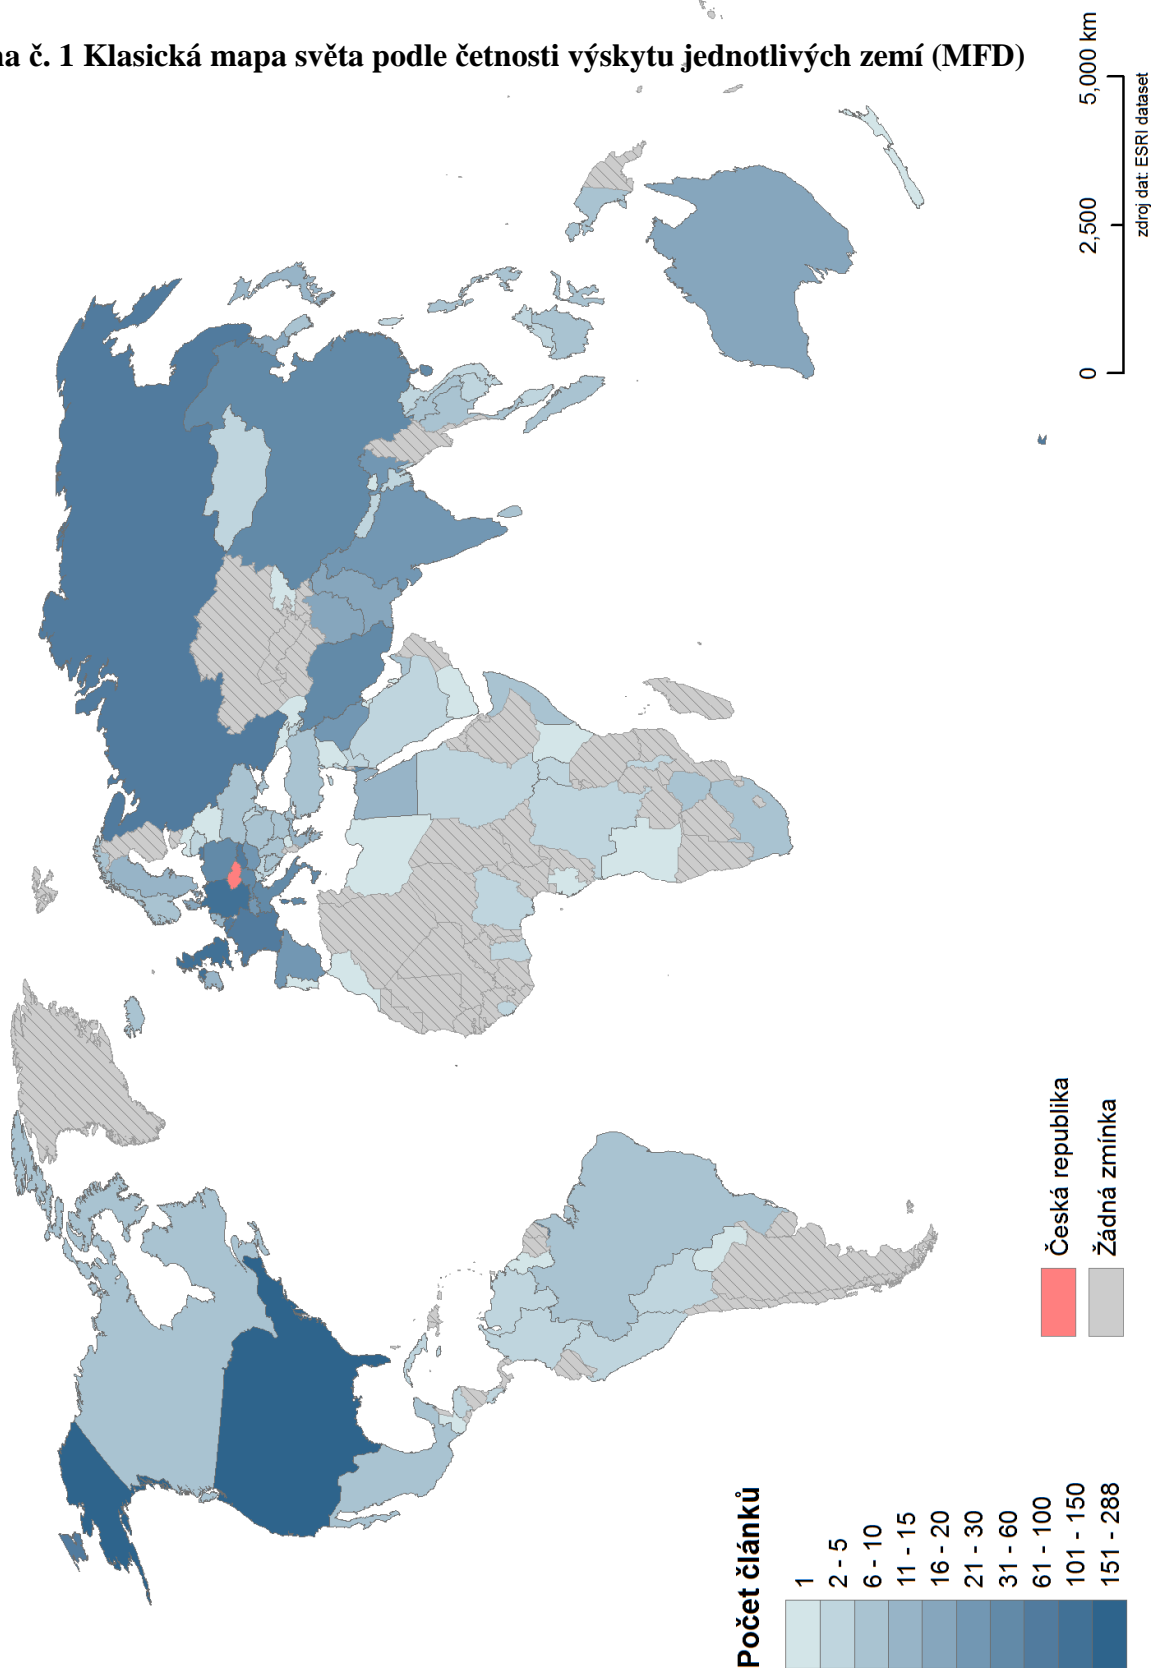 č. 1 Klasická mapa světa podle četnosti výskytu jednotlivých zemí (MFD)
Počet článků
1
2 - 5
6 - 10
11 - 15
16 - 20
21 - 30
31 - 60
61 - 100
101 - 150
151 - 288
Česká republika
Žádná zmínka
0 2,500 5,000 km
zdroj dat: ESRI dataset